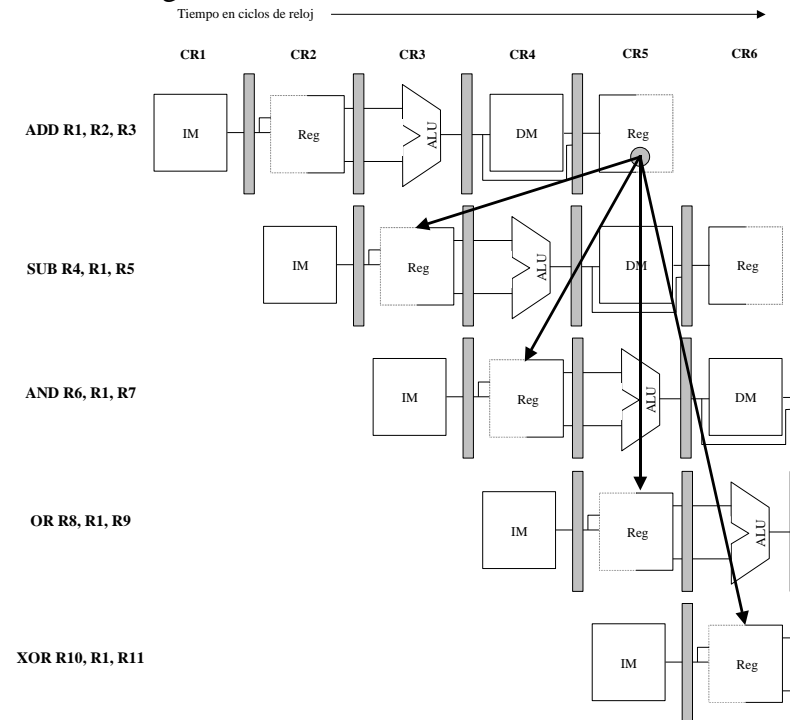 Tiempo en ciclos de reloj
CR1 CR2 CR3 CR4 CR5 CR6
ADD R1, R2, R3 IM Reg ALU DM Reg
SUB R4, R1, R5 IM Reg ALU DM Reg
AND R6, R1, R7 IM Reg ALU DM
OR R8, R1, R9 IM Reg ALU
XOR R10, R1, R11 IM Reg